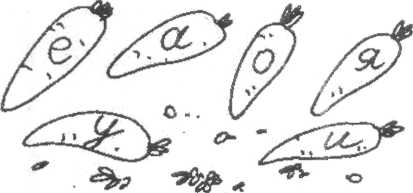 е а о я
у и